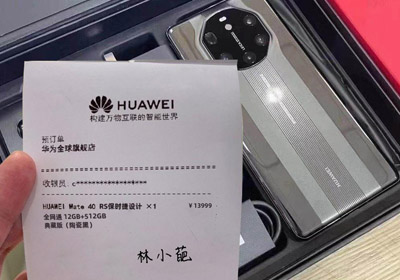 HUAWEI
构建万物互联的智能世界
预订单
华为全球旗舰店
收银员: c**********************
HUAWEI Mate 40 RS保时捷设计 ×1 ¥13999
全网通 12GB+512GB
典藏版 (陶瓷黑)
林小葩
HUAWEI